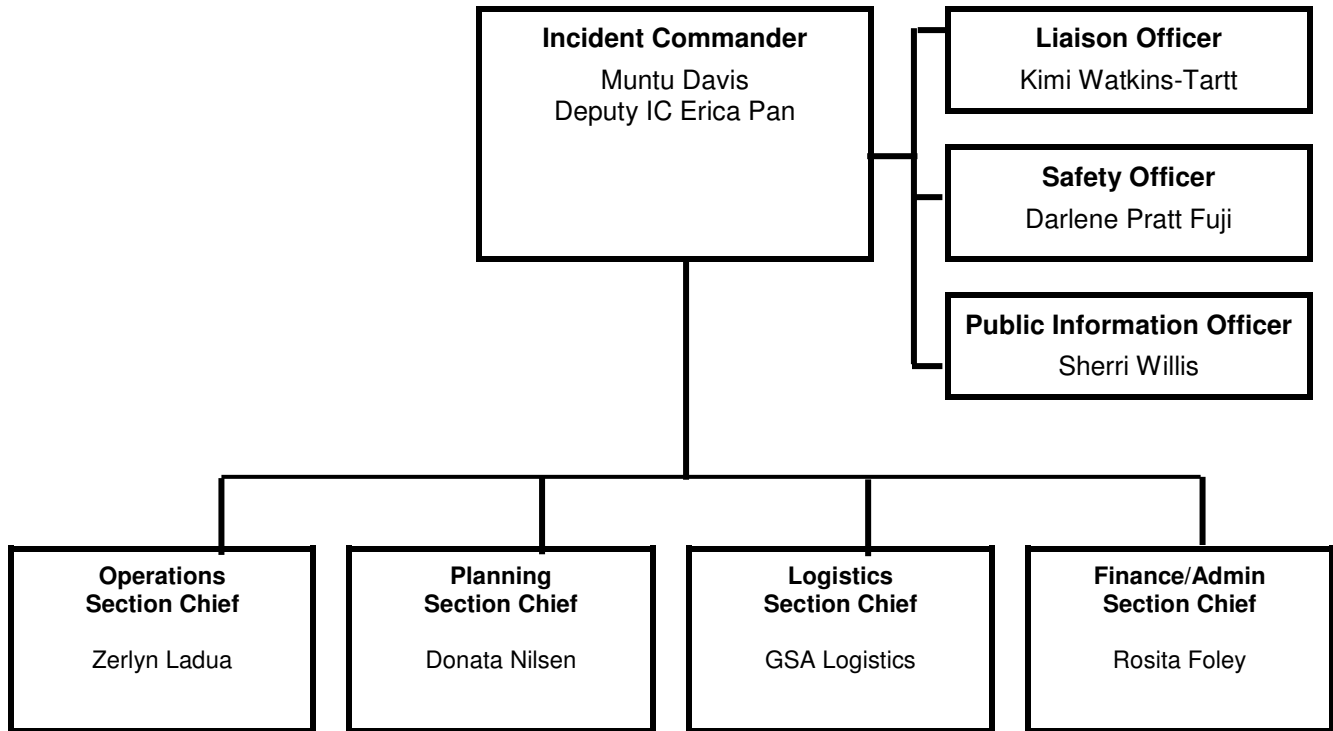 Incident Commander
Muntu Davis
Deputy IC Erica Pan
Liaison Officer
Kimi Watkins-Tartt
Safety Officer
Darlene Pratt Fuji
Public Information Officer
Sherri Willis
Operations
Section Chief
Zerlyn Ladua
Planning
Section Chief
Donata Nilsen
Logistics
Section Chief
GSA Logistics
Finance/Admin
Section Chief
Rosita Foley